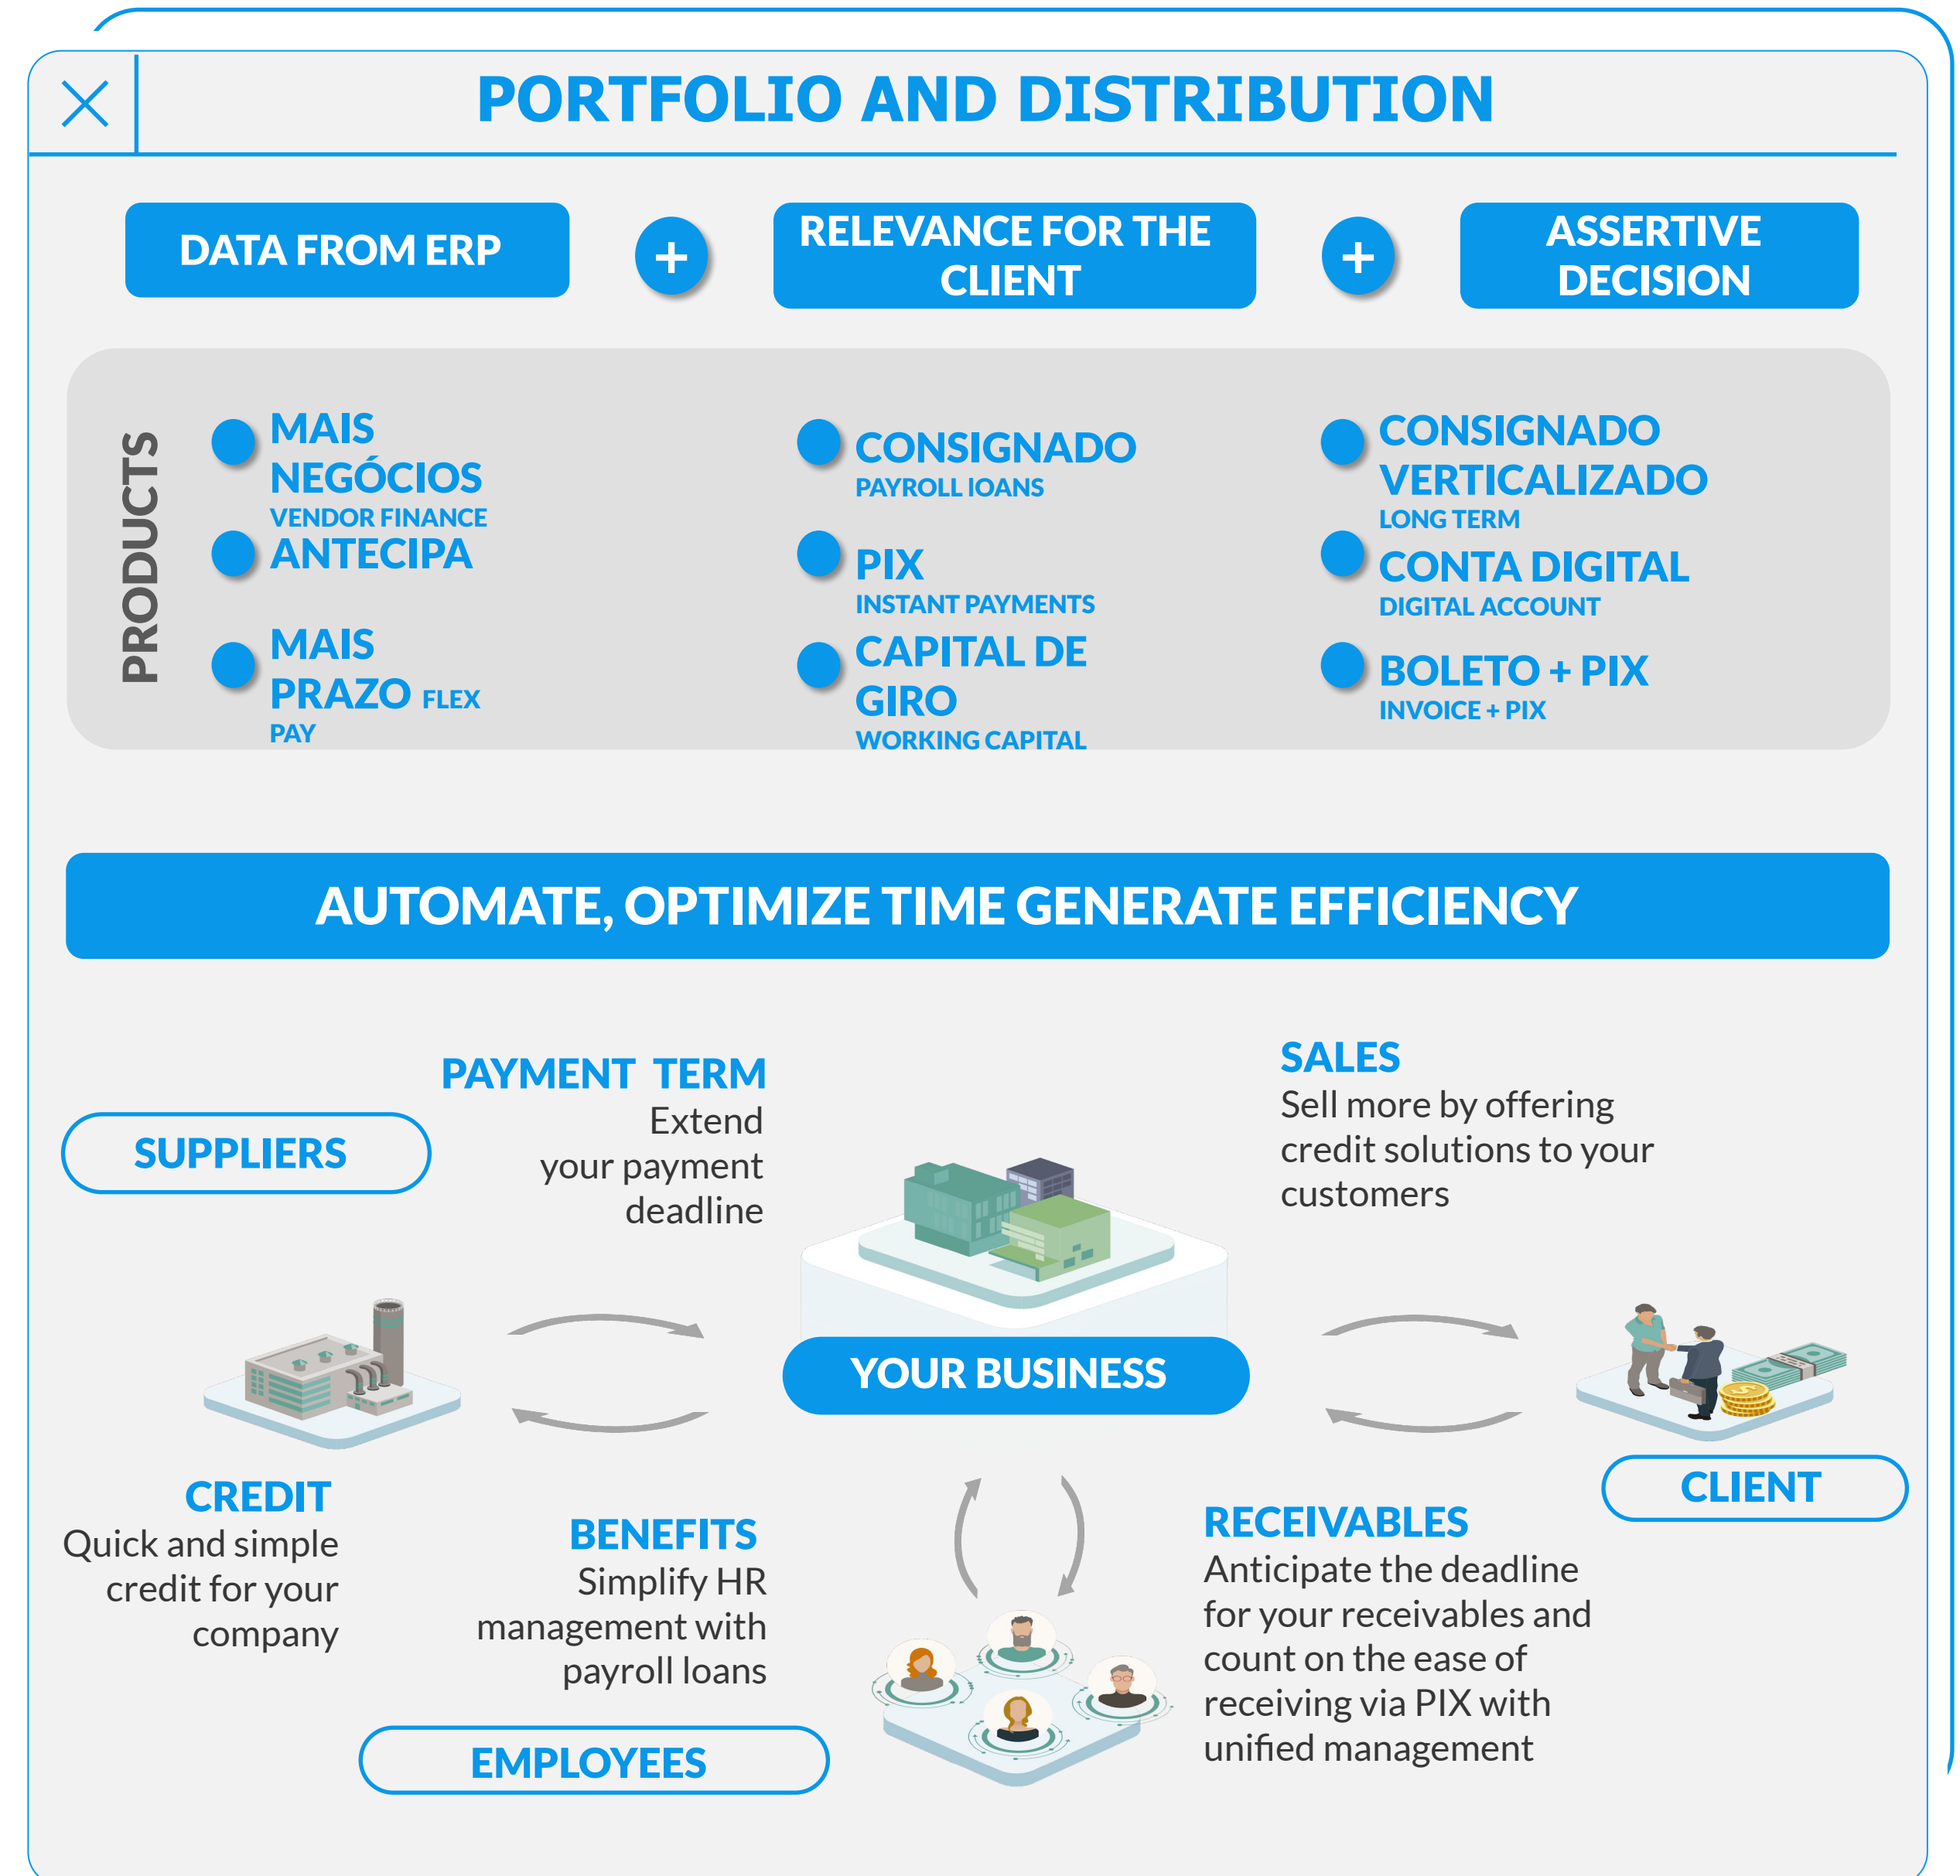 PORTFOLIO AND DISTRIBUTION
DATA FROM ERP
+
RELEVANCE FOR THE
CLIENT
+
ASSERTIVE
DECISION
PRODUCTS
MAIS
NEGÓCIOS
VENDOR FINANCE
ANTECIPA
MAIS
PRAZO FLEX
PAY
CONSIGNADO
PAYROLL lOANS
PIX
INSTANT PAYMENTS
CAPITAL DE
GIRO
WORKING CAPITAL
CONSIGNADO
VERTICALIZADO
LONG TERM
CONTA DIGITAL
DIGITAL ACCOUNT
BOLETO + PIX
INVOICE + PIX
AUTOMATE, OPTIMIZE TIME GENERATE EFFICIENCY
SUPPLIERS
PAYMENT TERM
Extend
your payment
deadline
SALES
Sell more by offering
credit solutions to your
customers
YOUR BUSINESS
CREDIT
Quick and simple
credit for your
company
BENEFITS
Simplify HR
management with
payroll loans
EMPLOYEES
CLIENT
RECEIVABLES
Anticipate the deadline
for your receivables and
count on the ease of
receiving via PIX with
unified management